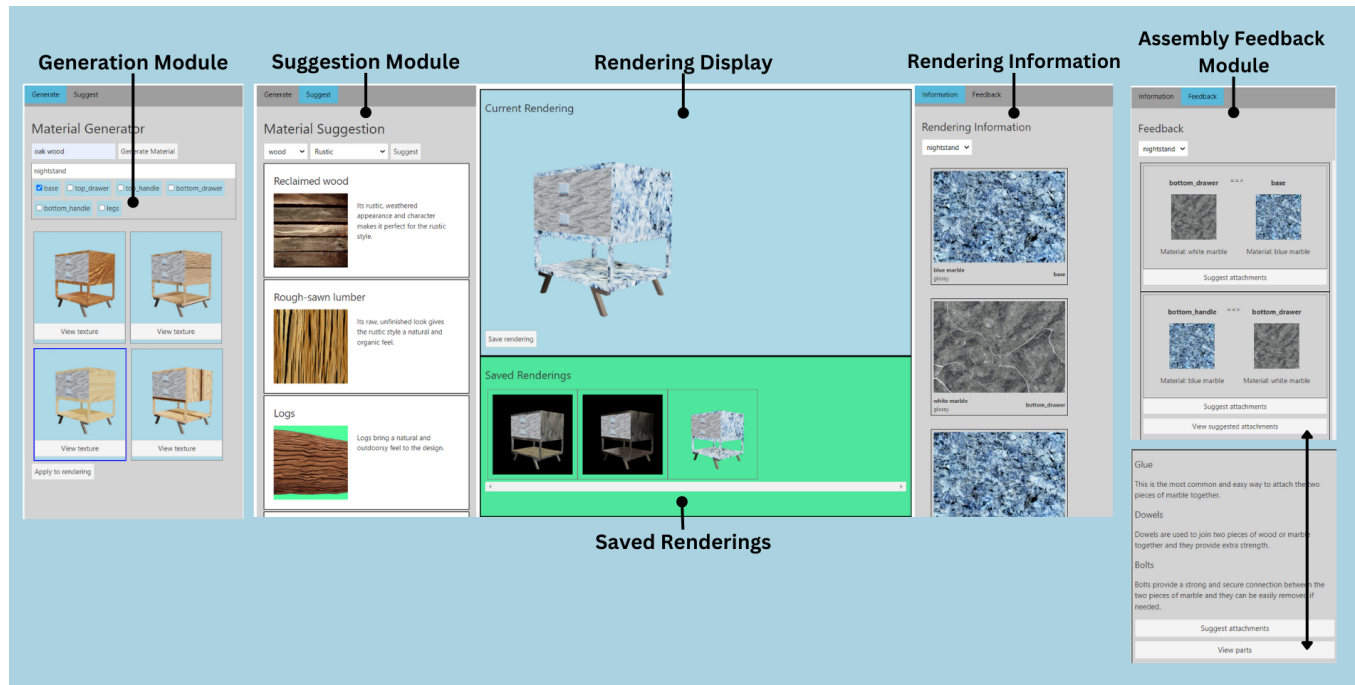 Generation Module
Suggestion Module
Rendering Display
Rendering Information
Assembly Feedback
Module
Generate Suggest
Material Generator
oak wood Generate Material
nightstand
base top_drawer top_handle bottom_drawer
bottom_handle legs
View texture View texture
View texture View texture
Apply to rendering
Generate Suggest
Material Suggestion
wood Rustic Suggest
Reclaimed wood
Its rustic, weathered
appearance and character
makes it perfect for the rustic
style.
Rough-sawn lumber
Its raw, unfinished look gives
the rustic style a natural and
organic feel.
Logs
Logs bring a natural and
outdoorsy feel to the design.
Current Rendering
Save rendering
Saved Renderings
Saved Renderings
Information Feedback
Rendering Information
nightstand
blue marble base
glossy
white marble bottom_drawer
glossy
Information Feedback
Feedback
nightstand
bottom_drawer ==> base
Material: white marble Material: blue marble
Suggest attachments
bottom_handle ==> bottom_drawer
Material: blue marble Material: white marble
Suggest attachments
View suggested attachments
Glue
This is the most common and easy way to attach the two
pieces of marble together.
Dowels
Dowels are used to join two pieces of wood or marble
together and they provide extra strength.
Bolts
Bolts provide a strong and secure connection between the
two pieces of marble and they can be easily removed if
needed.
Suggest attachments
View parts